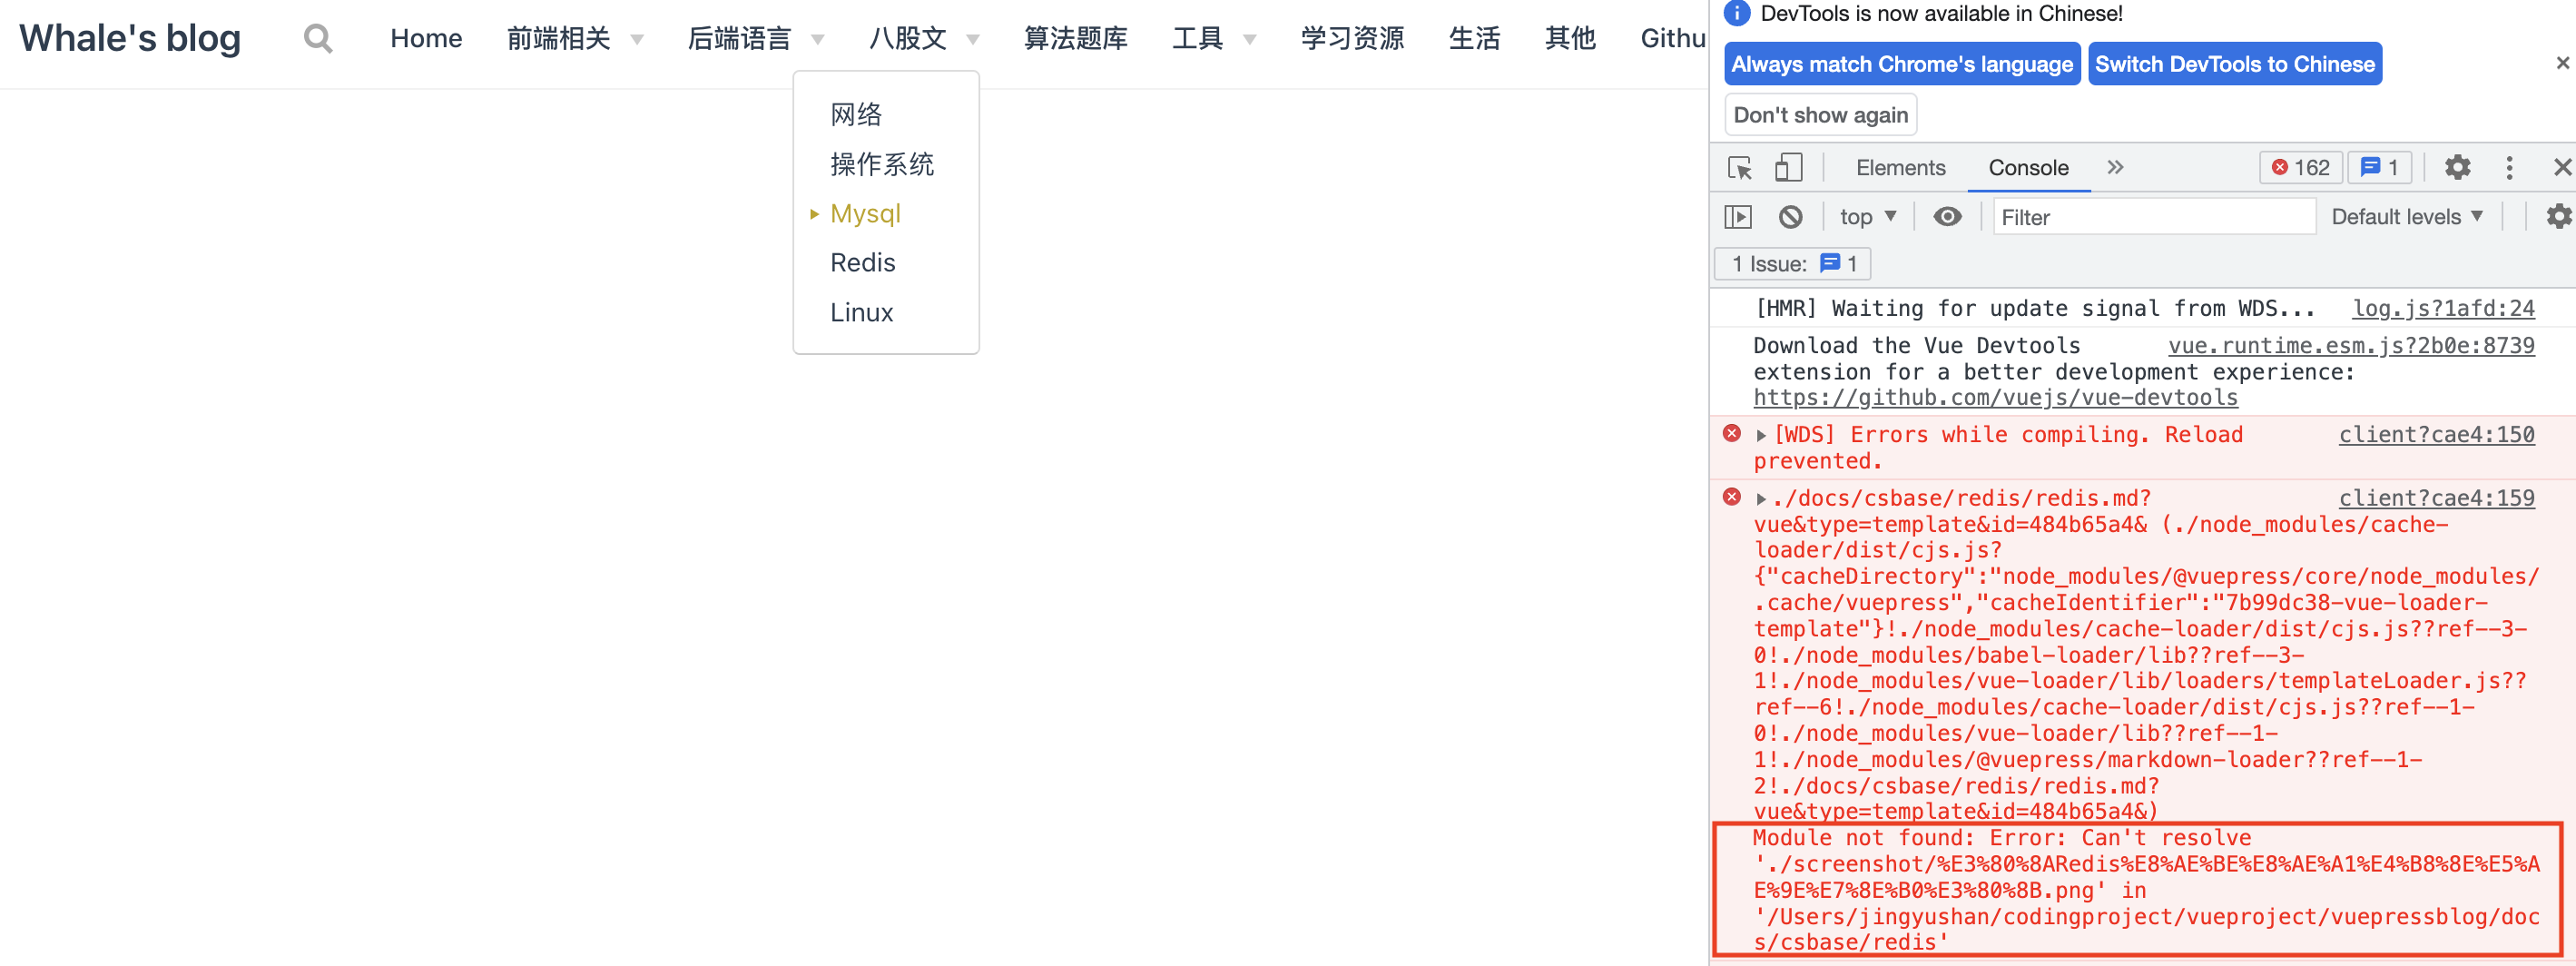 Whale's blog Home 前端相关 后端语言 八股文 算法题库 工具 学习资源 生活 其他 Githu
网络
操作系统
Mysql
Redis
Linux
DevTools is now available in Chinese!
Always match Chrome's language Switch DevTools to Chinese
Don't show again
Elements Console 162 1
top Filter Default levels
1 Issue: 1
[HMR] Waiting for update signal from WDS... log.js?1afd:24
Download the Vue Devtools vue.runtime.esm.js?2b0e:8739
extension for a better development experience:
https://github.com/vuejs/vue-devtools
[WDS] Errors while compiling. Reload client?cae4:150
prevented.
./docs/csbase/redis/redis.md? client?cae4:159
vue&type=template&id=484b65a4& (./node_modules/cache-
loader/dist/cjs.js?
{"cacheDirectory":"node_modules/@vuepress/core/node_modules/
.cache/vuepress","cacheIdentifier":"7b99dc38-vue-loader-
template"}!./node_modules/cache-loader/dist/cjs.js??ref--3-
0!./node_modules/babel-loader/lib??ref--3-
1!./node_modules/vue-loader/lib/loaders/templateLoader.js??
ref--6!./node_modules/cache-loader/dist/cjs.js??ref--1-
0!./node_modules/vue-loader/lib??ref--1-
1!./node_modules/@vuepress/markdown-loader??ref--1-
2!./docs/csbase/redis/redis.md?
vue&type=template&id=484b65a4&)
Module not found: Error: Can't resolve
'./screenshot/%E3%80%8ARedis%E8%AE%BE%E8%AE%A1%E4%B8%8E%E5%A
E%9E%E7%8E%B0%E3%80%8B.png' in
'/Users/jingyushan/codingproject/vueproject/vuepressblog/doc
s/csbase/redis'